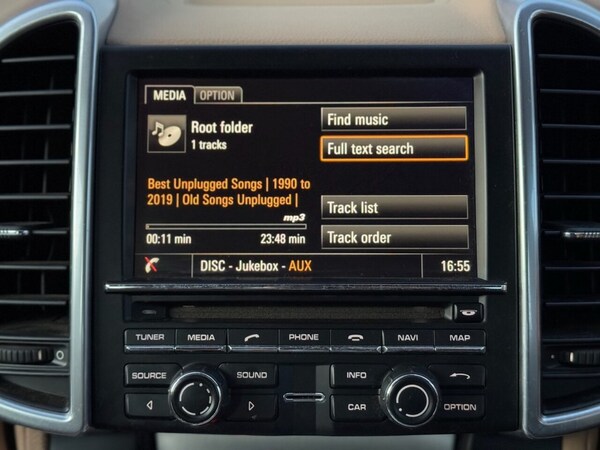 MEDIA OPTION
Root folder
1 tracks
Find music
Full text search
Best Unplugged Songs | 1990 to
2019 | Old Songs Unplugged |
mp3
00:11 min 23:48 min
Track list
Track order
DISC - Jukebox - AUX 16:55
TUNER MEDIA PHONE NAVI MAP
SOURCE SOUND INFO
CAR OPTION